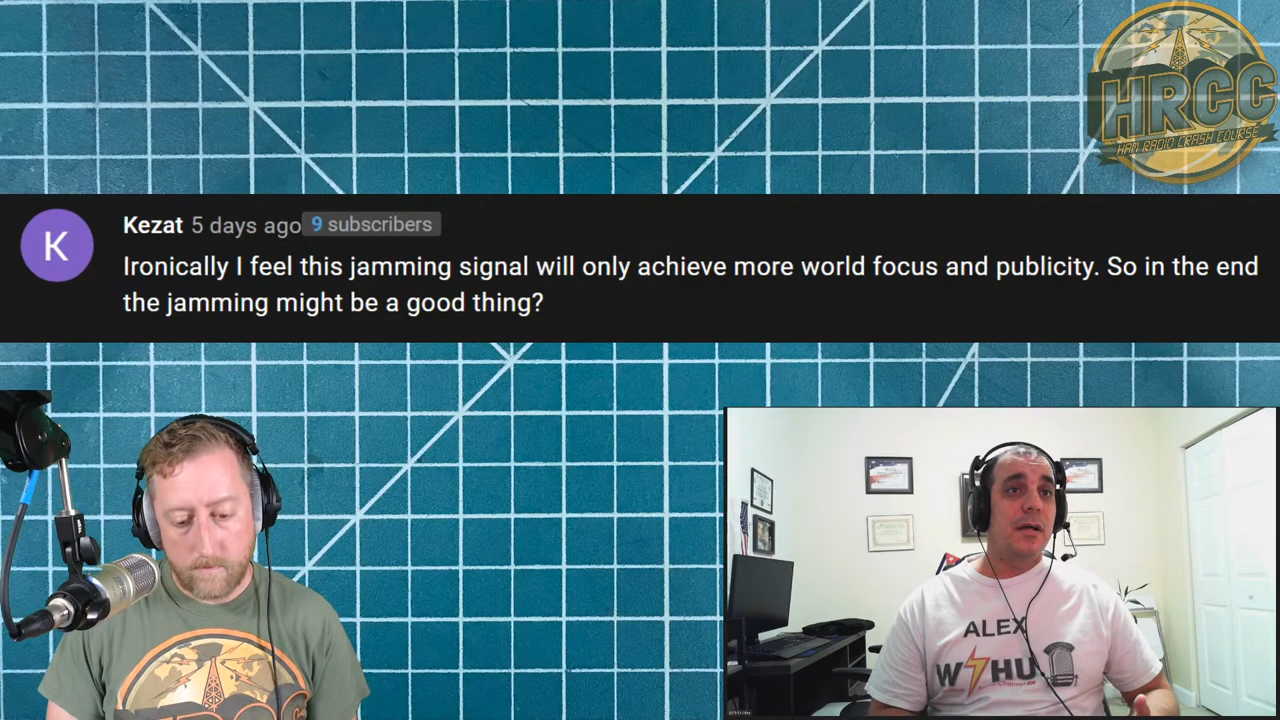 HRCC
HAM RADIO CRASH COURSE
K
Kezat 5 days ago 9 subscribers
Ironically I feel this jamming signal will only achieve more world focus and publicity. So in the end
the jamming might be a good thing?
ALEX